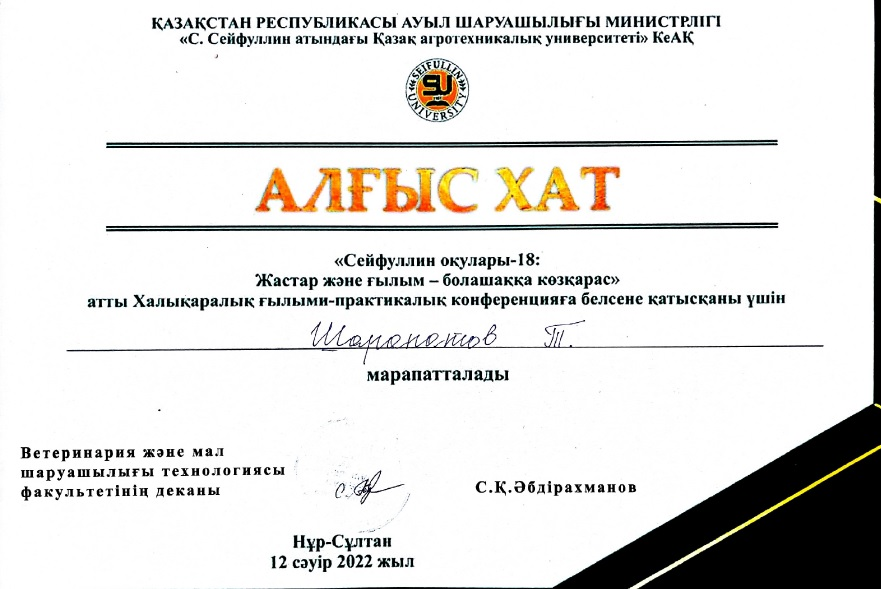 ҚАЗАҚСТАН РЕСПУБЛИКАСЫ АУЫЛ ШАРУАШЫЛЫҒЫ МИНИСТРЛІГІ
«С. Сейфуллин атындағы Қазақ агротехникалық университеті» КеАҚ
SEIFULLIN
UNIVERSITY
АЛҒЫС ХАТ
«Сейфуллин оқулары-18:
Жастар және ғылым – болашаққа көзқарас»
атты Халықаралық ғылыми-практикалық конференцияға белсене қатысқаны үшін
Т.
марапатталады
Ветеринария және мал
шаруашылығы технологиясы
факультетінің деканы
С.Қ.Әбдірахманов
Нұр-Сұлтан
12 сәуір 2022 жыл